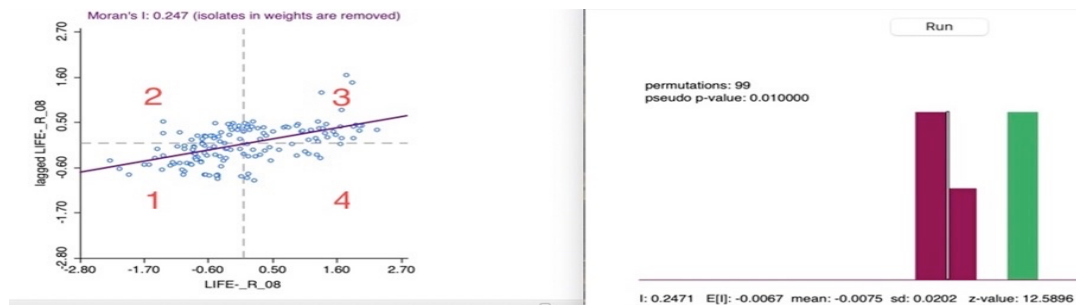 Moran's I: 0.247 (isolates in weights are removed)
2.70
1.60
0.50
-0.60
-1.70
-2.80
lagged LIFE-_R_08
2
3
1
4
-2.80
-1.70
-0.60
0.50
1.60
2.70
LIFE-_R_08
Run
permutations: 99
pseudo p-value: 0.010000
I: 0.2471 E[I]: -0.0067 mean: -0.0075 sd: 0.0202 z-value: 12.5896